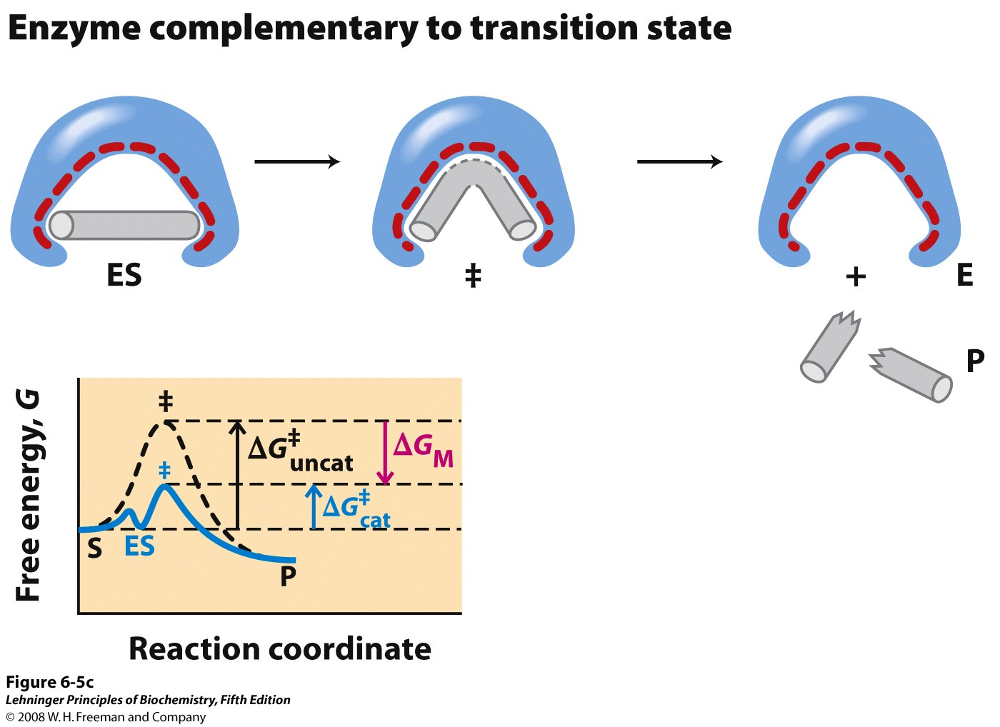 Enzyme complementary to transition state
ES
‡
+
E
P
Free energy, G
‡
ΔG‡uncat
ΔGM
‡
ΔG‡cat
S
ES
P
Reaction coordinate
Figure 6-5c
Lehninger Principles of Biochemistry, Fifth Edition
© 2008 W. H. Freeman and Company